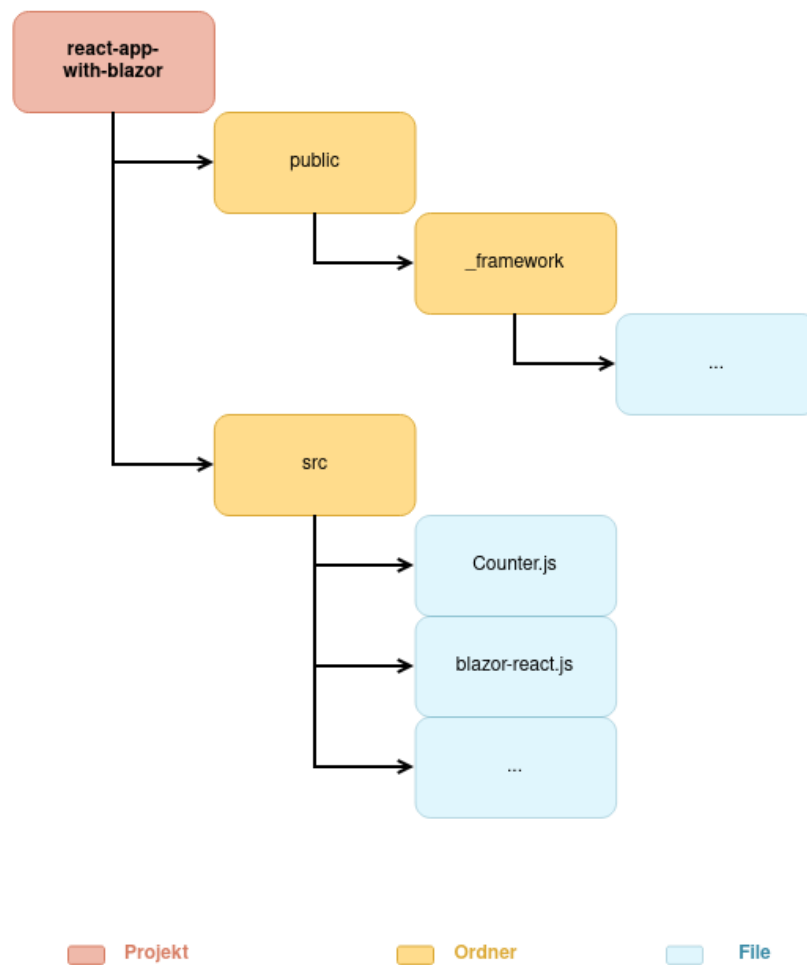 react-app-
with-blazor
public
_framework
...
src
Counter.js
blazor-react.js
...
Projekt
Ordner
File